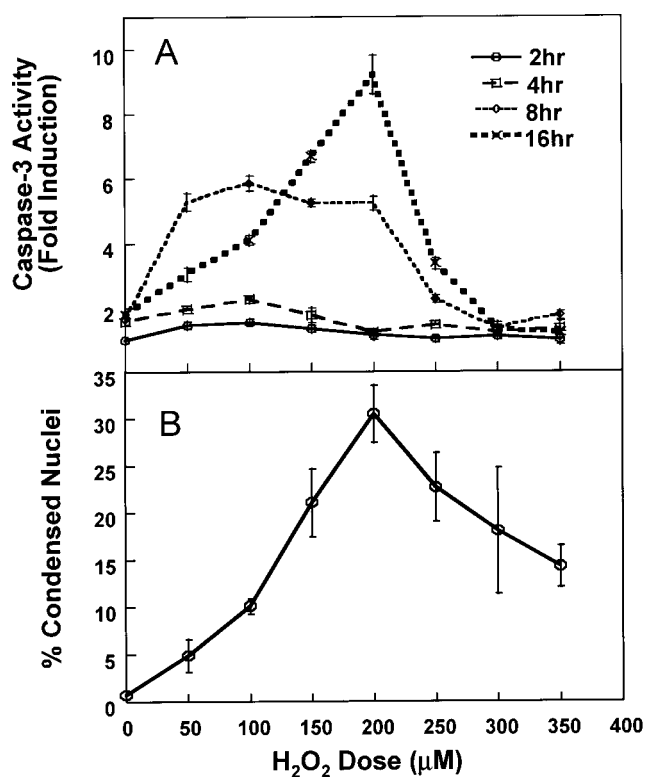 A
2hr
4hr
8hr
16hr
Caspase-3 Activity
(Fold Induction)
10
8
6
4
2
B
% Condensed Nuclei
35
30
25
20
15
10
5
0
0 50 100 150 200 250 300 350 400
H₂O₂ Dose (μM)